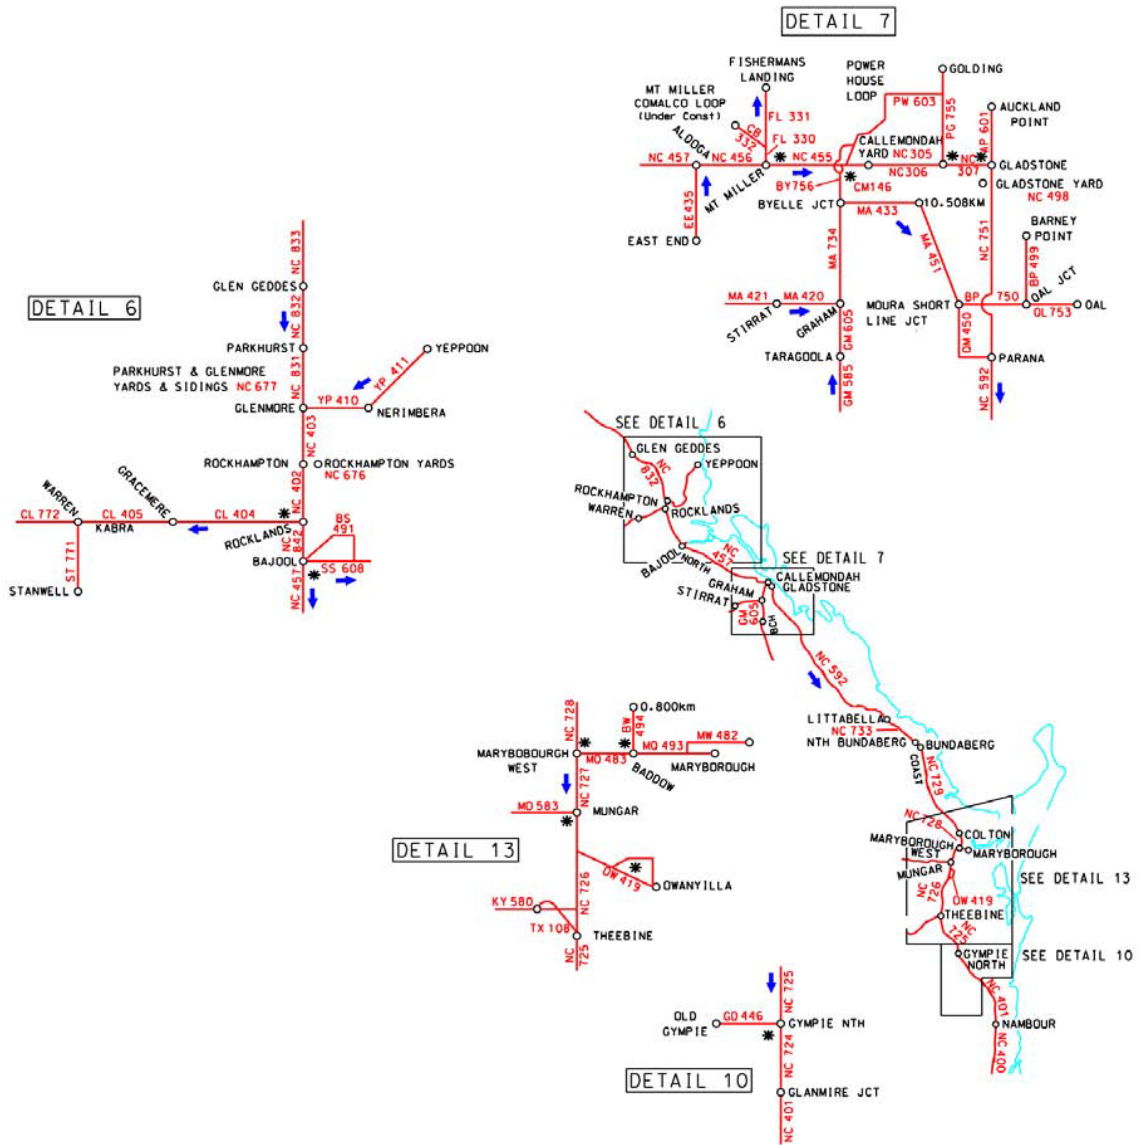 DETAIL 7
FISHERMANS
LANDING
MT MILLER
COMALCO LOOP
(Under Const)
POWER
HOUSE
LOOP
GOLDING
PW 603
PG 755
AUCKLAND
POINT
AP 601
FL 331
CB
332
FL 330
ALDOGA
CALLEMONDAH
YARD NC305
NC 457
NC 456
NC 455
NC306
NC
307
GLADSTONE
MT MILLER
BY756
CM146
GLADSTONE YARD
NC 498
EE 435
BYELLE JCT
MA 433
10.508KM
BARNEY
POINT
EAST END
MA 734
MA 451
NC 751
BP 499
QAL JCT
MA 421
MA 420
STIRRAT
GRAHAM
MOURA SHORT
LINE JCT
BP
750
QL753
QAL
GM 605
QM 450
TARAGOOLA
PARANA
GM 585
NC 592
DETAIL 6
NC 833
GLEN GEDDES
NC 832
PARKHURST
YEPPOON
PARKHURST & GLENMORE
YARDS & SIDINGS NC 677
NC 831
YP 411
GLENMORE
YP 410
NERIMBERA
NC 403
ROCKHAMPTON
ROCKHAMPTON YARDS
NC 676
NC 402
WARREN
GRACEMERE
CL 772
CL 405
KABRA
CL 404
ROCKLANDS
BS
491
NC
842
ST 771
BAJOOL
SS 608
STANWELL
NC 457
SEE DETAIL 6
GLEN GEDDES
NC
832
YEPPOON
ROCKHAMPTON
WARREN
ROCKLANDS
BAJOOL
NORTH
NC
457
SEE DETAIL 7
GRAHAM
CALLEMONDAH
GLADSTONE
STIRRAT
GM
605
BCH
NC 592
LITTABELLA
NC 733
NTH BUNDABERG
BUNDABERG
COAST
NC 729
NC 728
COLTON
MARYBOROUGH
WEST
MARYBOROUGH
MUNGAR
NC
726
OW 419
SEE DETAIL 13
THEEBINE
NC
725
GYMPIE
NORTH
SEE DETAIL 10
NC 401
NAMBOUR
NC 400
NC 728
0.800km
BW
494
MW 482
MARYBOBOURGH
WEST
MO 483
MQ 493
BADDOW
MARYBOROUGH
NC 727
MD 583
MUNGAR
DETAIL 13
OW 419
OWANYILLA
NC 726
KY 580
TX 108
THEEBINE
NC
725
NC 725
OLD
GYMPIE
GO 446
GYMPIE NTH
NC 724
DETAIL 10
GLANMIRE JCT
NC 401